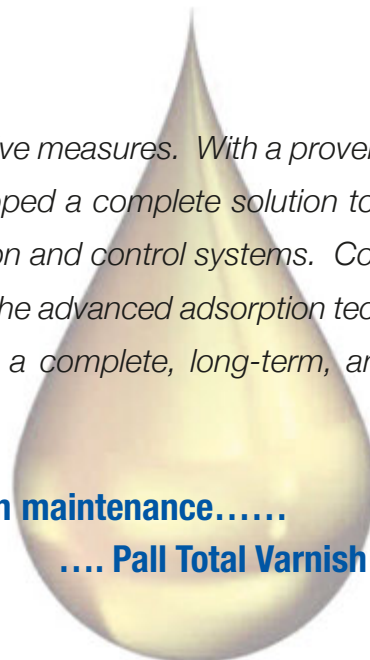 ve measures. With a proven
ped a complete solution to
on and control systems. Co
he advanced adsorption tec
a complete, long-term, an
n maintenance......
.... Pall Total Varnish